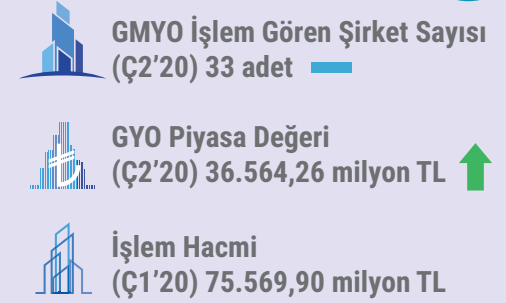 GMYO İşlem Gören Şirket Sayısı
(Ç2’20) 33 adet
GYO Piyasa Değeri
(Ç2’20) 36.564,26 milyon TL
İşlem Hacmi
(Ç1’20) 75.569,90 milyon TL